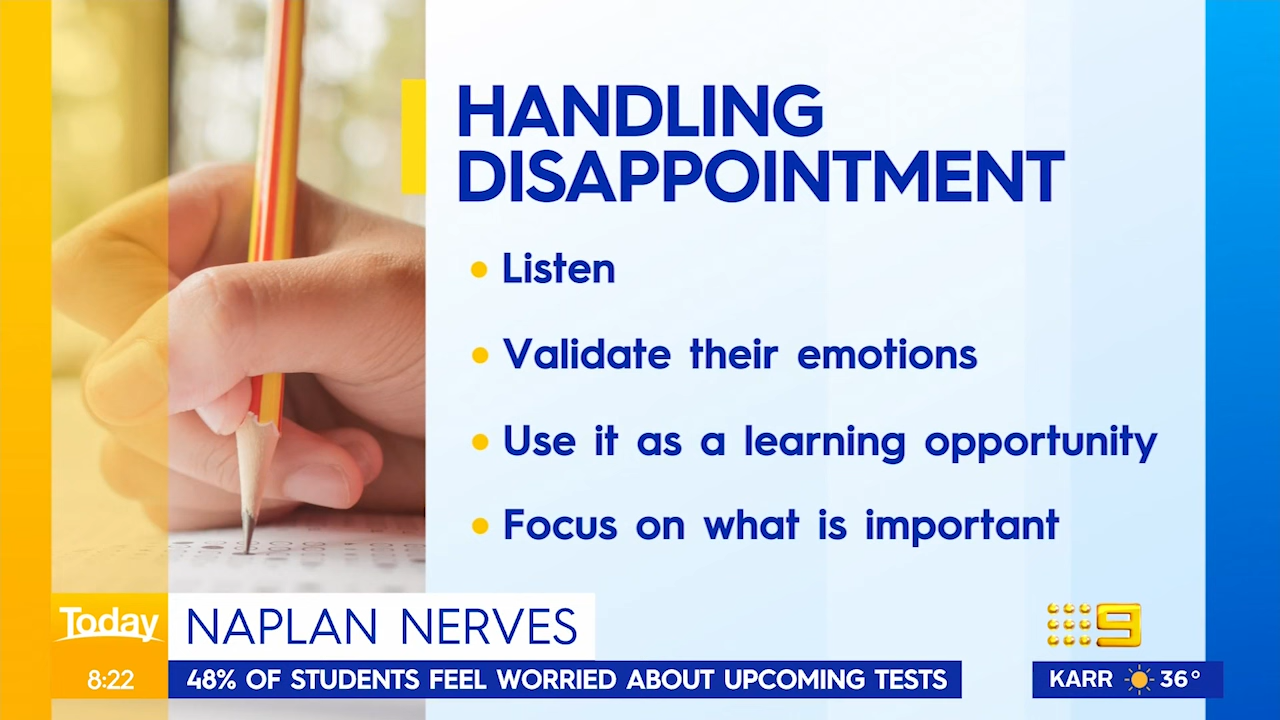 HANDLING
DISAPPOINTMENT
Listen
Validate their emotions
Use it as a learning opportunity
Focus on what is important
Today
NAPLAN NERVES
9
8:22
48% OF STUDENTS FEEL WORRIED ABOUT UPCOMING TESTS
KARR 36°